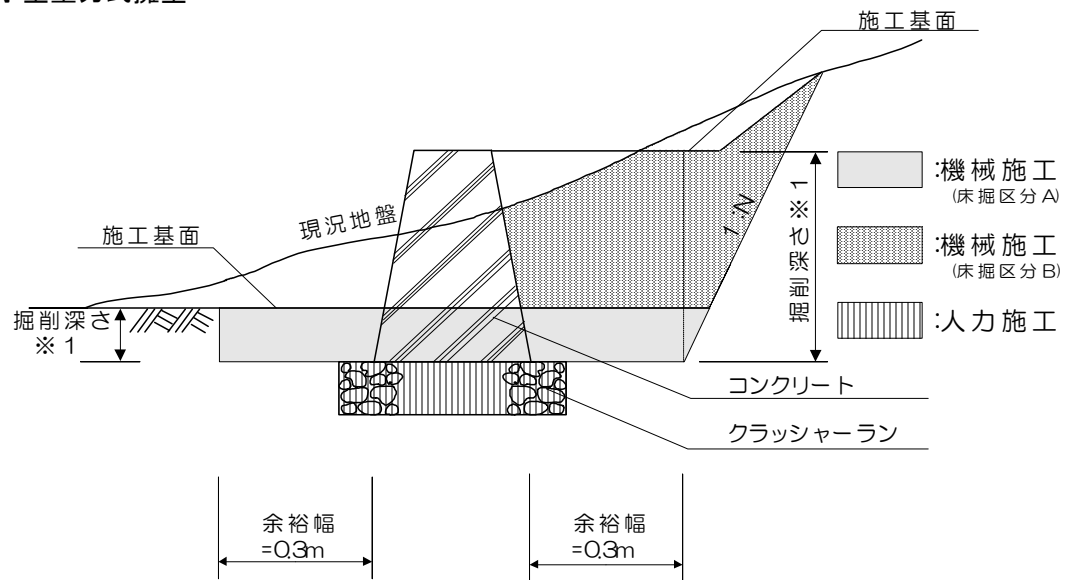 施工基面
:機械施工
(床掘区分A)
現況地盤
1:N
掘削深さ※1
施工基面
:機械施工
(床掘区分B)
掘削深さ
※1
:人力施工
コンクリート
クラッシャーラン
余裕幅
=0.3m
余裕幅
=0.3m